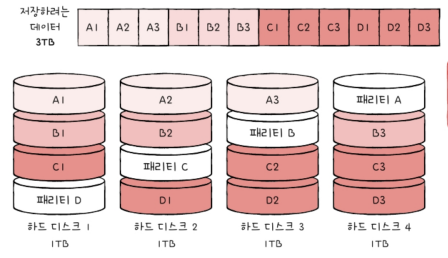 저장하려는
데이터
3TB
A1 A2 A3 B1 B2 B3 C1 C2 C3 D1 D2 D3
A1 A2 A3 패리티 A
B1 B2 패리티 B B3
C1 패리티 C C2 C3
패리티 D D1 D2 D3
하드 디스크 1 하드 디스크 2 하드 디스크 3 하드 디스크 4
1TB 1TB 1TB 1TB